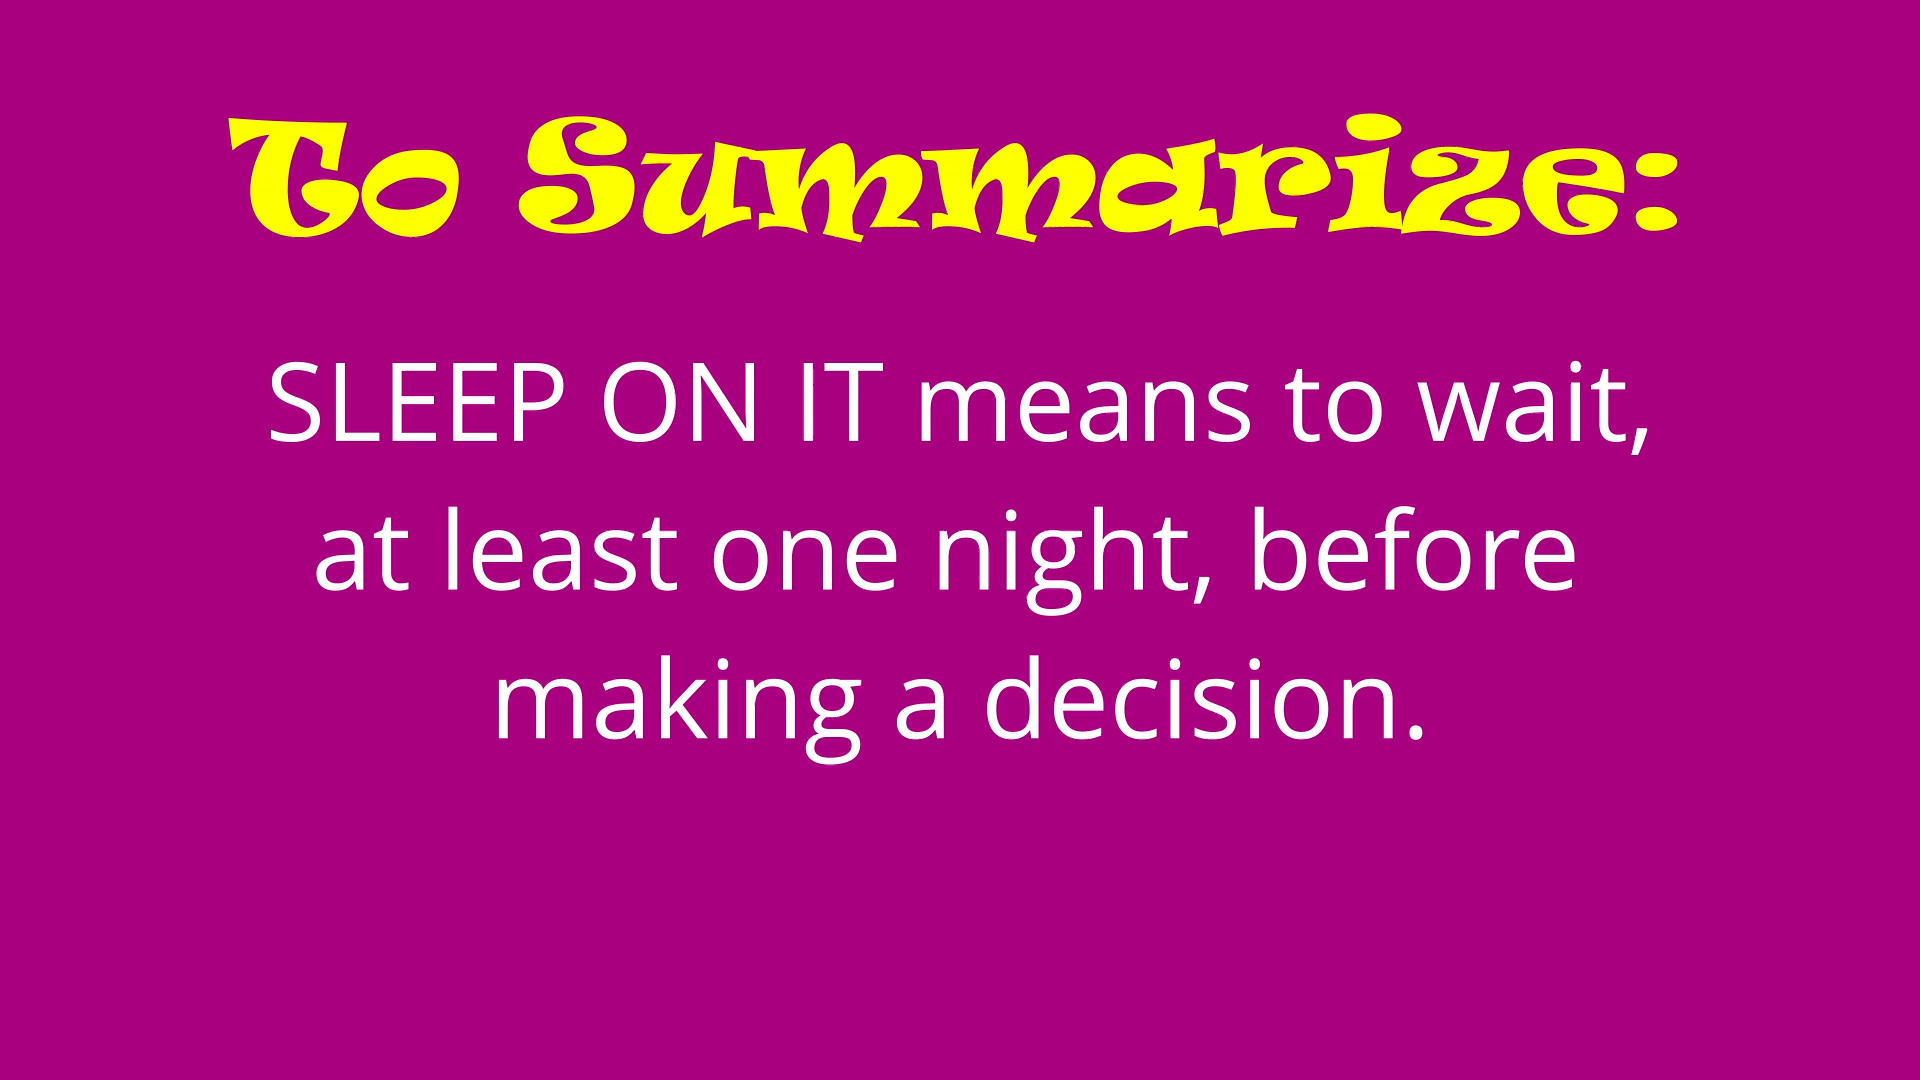 To Summarize:
SLEEP ON IT means to wait,
at least one night, before
making a decision.